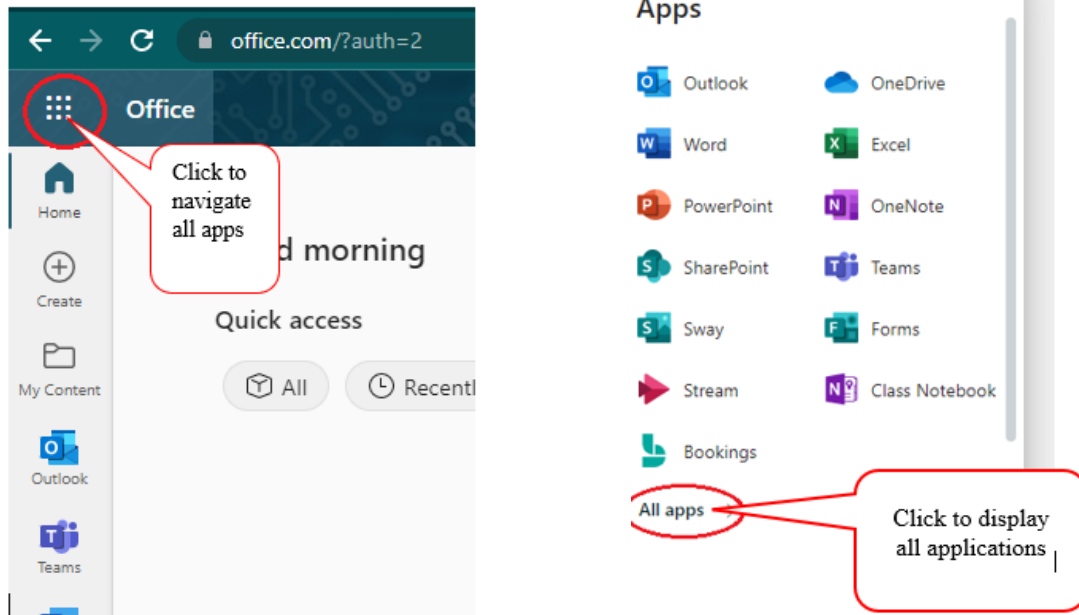 office.com/?auth=2
Office
Click to
navigate
all apps
Home
d morning
Create
Quick access
My Content
All
Recentl
Outlook
Teams
Apps
Outlook
OneDrive
Word
Excel
PowerPoint
OneNote
SharePoint
Teams
Sway
Forms
Stream
Class Notebook
Bookings
All apps
Click to display
all applications